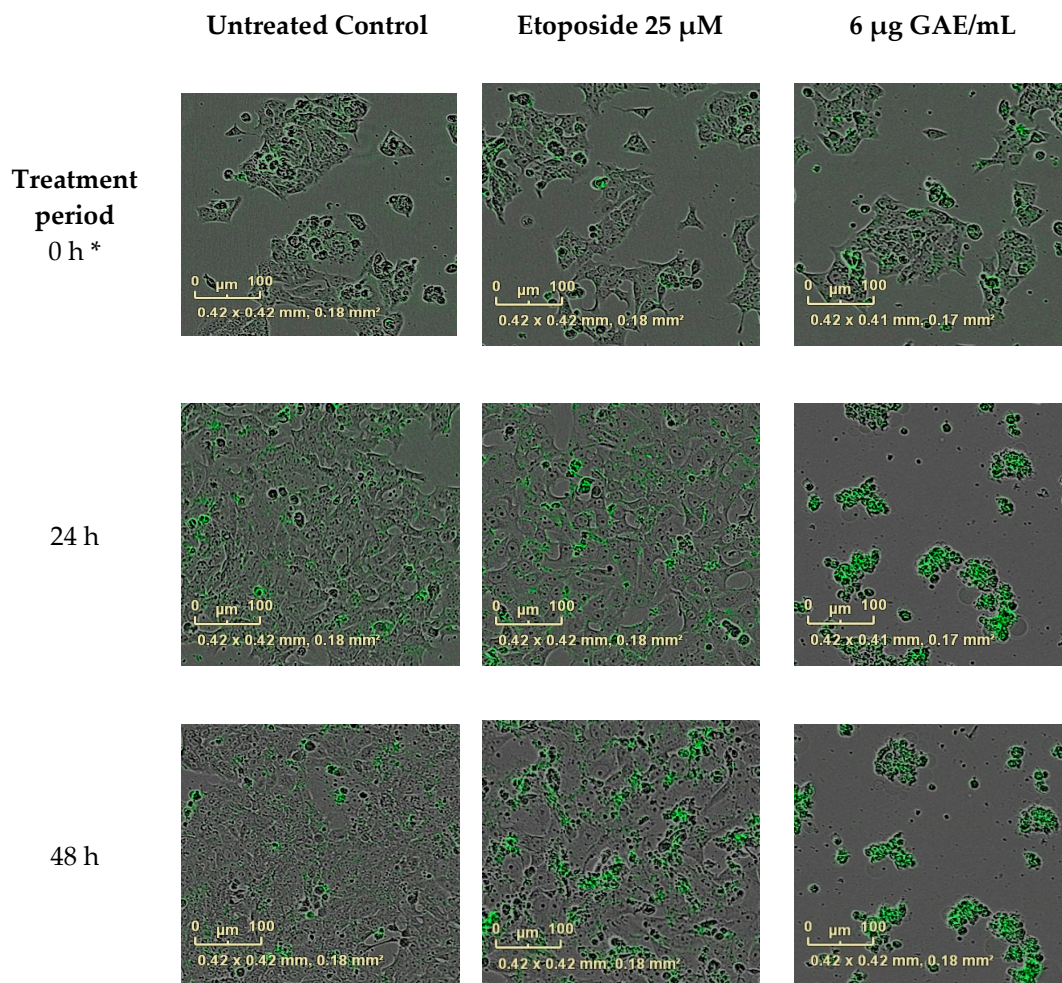 Untreated Control
Etoposide 25 µM
6 µg GAE/mL
Treatment
period
0 h *
0 µm 100
0.42 x 0.42 mm, 0.18 mm²
0 µm 100
0.42 x 0.42 mm, 0.18 mm²
0 µm 100
0.42 x 0.41 mm, 0.17 mm²
24 h
0 µm 100
0.42 x 0.42 mm, 0.18 mm²
0 µm 100
0.42 x 0.42 mm, 0.18 mm²
0 µm 100
0.42 x 0.41 mm, 0.17 mm²
48 h
0 µm 100
0.42 x 0.42 mm, 0.18 mm²
0 µm 100
0.42 x 0.42 mm, 0.18 mm²
0 µm 100
0.42 x 0.42 mm, 0.18 mm²